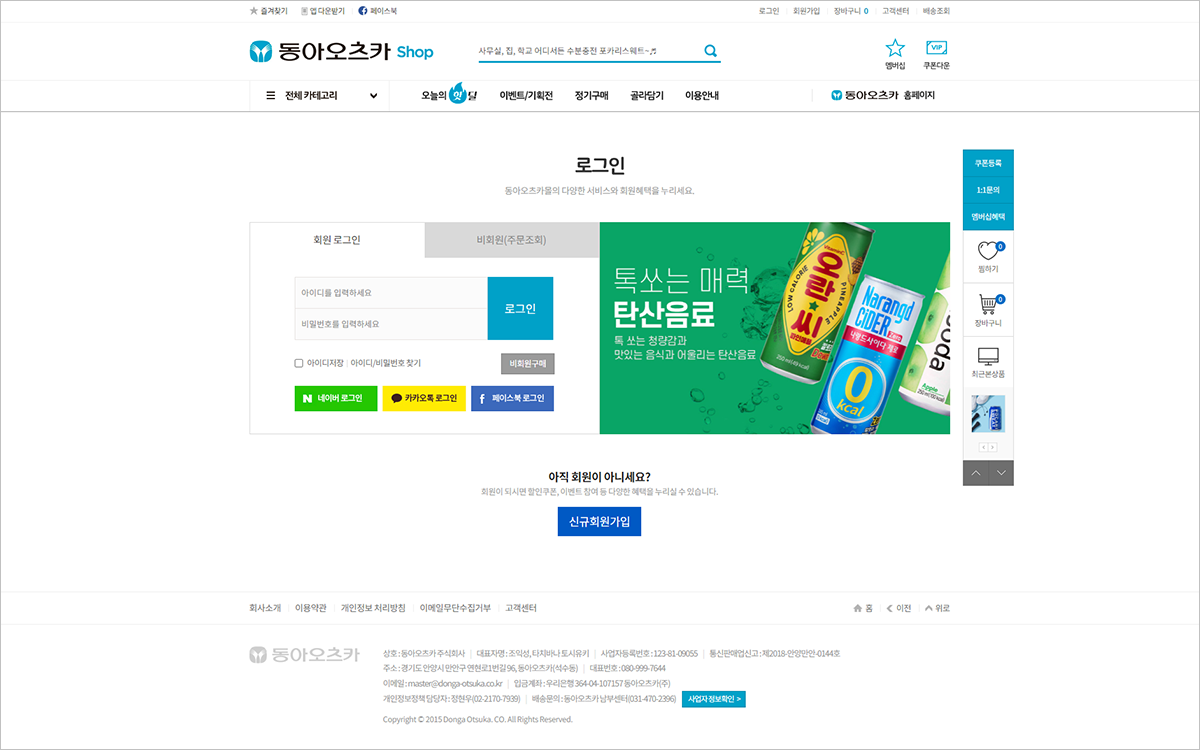 즐겨찾기 앱 다운받기 페이스북 로그인 회원가입 장바구니 0 고객센터 배송조회
동아오츠카 Shop
사무실, 집, 학교 어디서든 수분충전 포카리스웨트~♬
멤버십
VIP
쿠폰다운
전체 카테고리 오늘의 핫 딜 이벤트/기획전 정기구매 골라담기 이용안내 동아오츠카 홈페이지
로그인
동아오츠카몰의 다양한 서비스와 회원혜택을 누리세요.
회원 로그인 비회원(주문조회)
아이디를 입력하세요
비밀번호를 입력하세요
로그인
아이디저장 아이디/비밀번호 찾기 비회원구매
N 네이버 로그인 카카오톡 로그인 f 페이스북 로그인
톡쏘는 매력
탄산음료
톡 쏘는 청량감과
맛있는 음식과 어울리는 탄산음료
LOW CALORIE
Vitamin C
PINEAPPLE
오란씨
파인애플
Narangd
CIDER
나랑드사이다 제로
0
kcal
Soda
Apple
쿠폰등록
1:1문의
멤버십혜택
0
찜하기
0
장바구니
최근본상품
아직 회원이 아니세요?
회원이 되시면 할인쿠폰, 이벤트 참여 등 다양한 혜택을 누리실 수 있습니다.
신규회원가입
회사소개 이용약관 개인정보 처리방침 이메일무단수집거부 고객센터 홈 이전 위로
동아오츠카
상호 : 동아오츠카 주식회사 | 대표자명 : 조익성, 타치바나 토시유키 | 사업자등록번호 : 123-81-09055 | 통신판매업신고 : 제2018-안양만안-0144호
주소 : 경기도 안양시 만안구 연현로1번길 96, 동아오츠카(석수동) | 대표번호 : 080-999-7644
이메일 : master@donga-otsuka.co.kr | 입금계좌 : 우리은행 364-04-107157 동아오츠카(주)
개인정보정책 담당자 : 정현우(02-2170-7939) | 배송문의 : 동아오츠카 남부센터(031-470-2396) 사업자 정보확인 >
Copyright © 2015 Donga Otsuka. CO. All Rights Reserved.